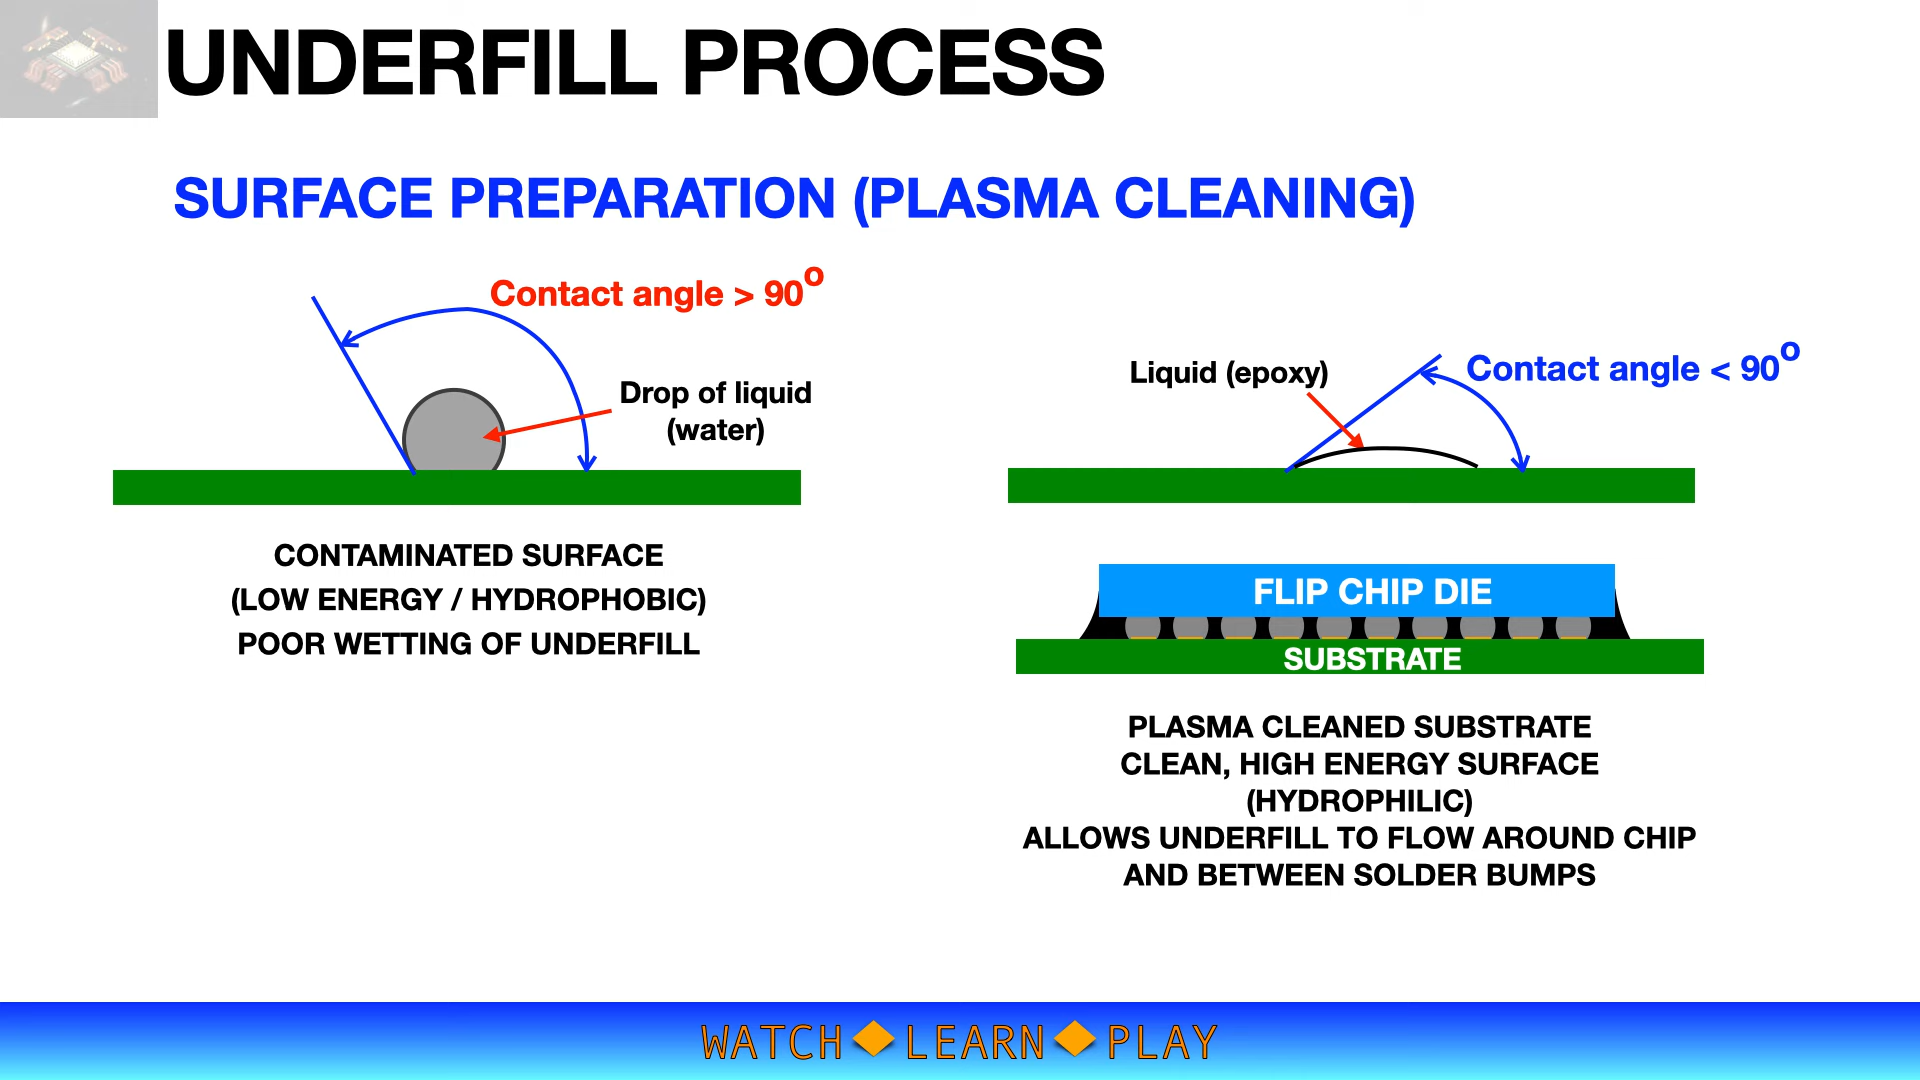 UNDERFILL PROCESS
SURFACE PREPARATION (PLASMA CLEANING)
Contact angle > 90o
Drop of liquid
(water)
CONTAMINATED SURFACE
(LOW ENERGY / HYDROPHOBIC)
POOR WETTING OF UNDERFILL
Liquid (epoxy)
Contact angle < 90o
FLIP CHIP DIE
SUBSTRATE
PLASMA CLEANED SUBSTRATE
CLEAN, HIGH ENERGY SURFACE
(HYDROPHILIC)
ALLOWS UNDERFILL TO FLOW AROUND CHIP
AND BETWEEN SOLDER BUMPS
WATCH◆LEARN◆PLAY